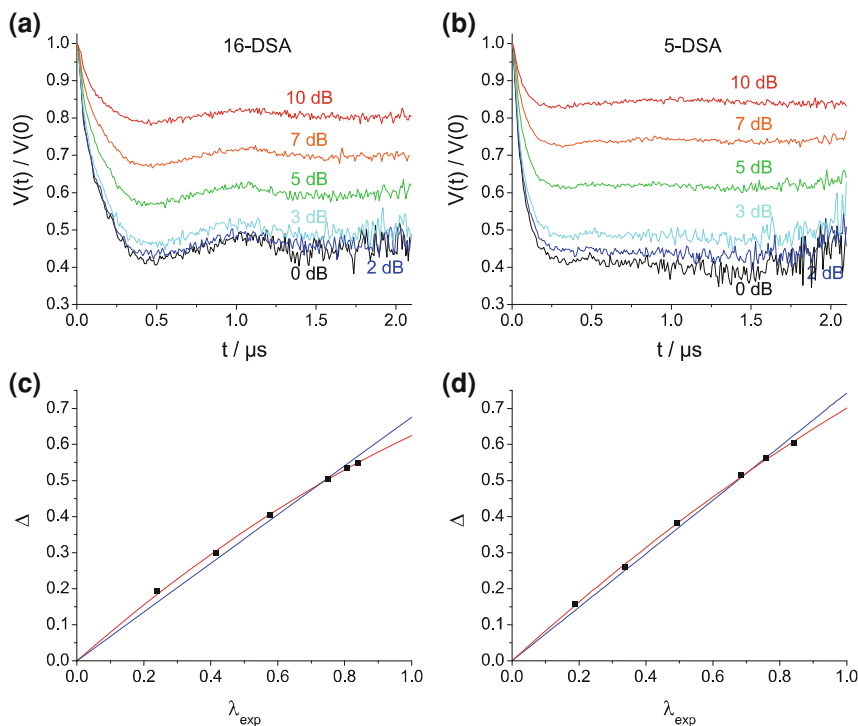 (a)
16-DSA
V(t) / V(0)
1.0
0.9
0.8
0.7
0.6
0.5
0.4
0.3
10 dB
7 dB
5 dB
3 dB
2 dB
0 dB
0.0 0.5 1.0 1.5 2.0
t / µs
(b)
5-DSA
V(t) / V(0)
1.0
0.9
0.8
0.7
0.6
0.5
0.4
0.3
10 dB
7 dB
5 dB
3 dB
2 dB
0 dB
0.0 0.5 1.0 1.5 2.0
t / µs
(c)
Δ
0.7
0.6
0.5
0.4
0.3
0.2
0.1
0.0
0.0 0.2 0.4 0.6 0.8 1.0
λexp
(d)
Δ
0.7
0.6
0.5
0.4
0.3
0.2
0.1
0.0
0.0 0.2 0.4 0.6 0.8 1.0
λexp